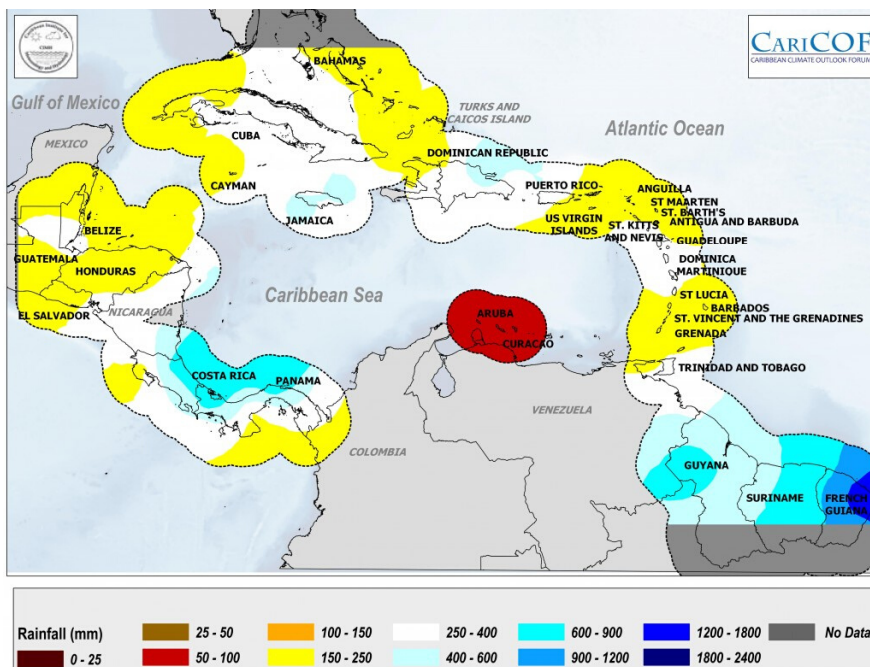 CARICOF
CARIBBEAN CLIMATE OUTLOOK FORUM
BAHAMAS
Gulf of Mexico
TURKS AND
CAICOS ISLAND
Atlantic Ocean
MEXICO
CUBA
DOMINICAN REPUBLIC
CAYMAN
PUERTO RICO
ANGUILLA
ST MAARTEN
ST. BARTH'S
JAMAICA
US VIRGIN
ISLANDS
ST. KITTS
AND NEVIS
ANTIGUA AND BARBUDA
BELIZE
GUADELOUPE
GUATEMALA
DOMINICA
HONDURAS
MARTINIQUE
Caribbean Sea
ST LUCIA
EL SALVADOR
NICARAGUA
ARUBA
BARBADOS
ST. VINCENT AND THE GRENADINES
CURACAO
GRENADA
COSTA RICA
PANAMA
TRINIDAD AND TOBAGO
VENEZUELA
COLOMBIA
GUYANA
SURINAME
FRENCH
GUIANA
Rainfall (mm)
25 - 50
100 - 150
250 - 400
600 - 900
1200 - 1800
No Data
0 - 25
50 - 100
150 - 250
400 - 600
900 - 1200
1800 - 2400